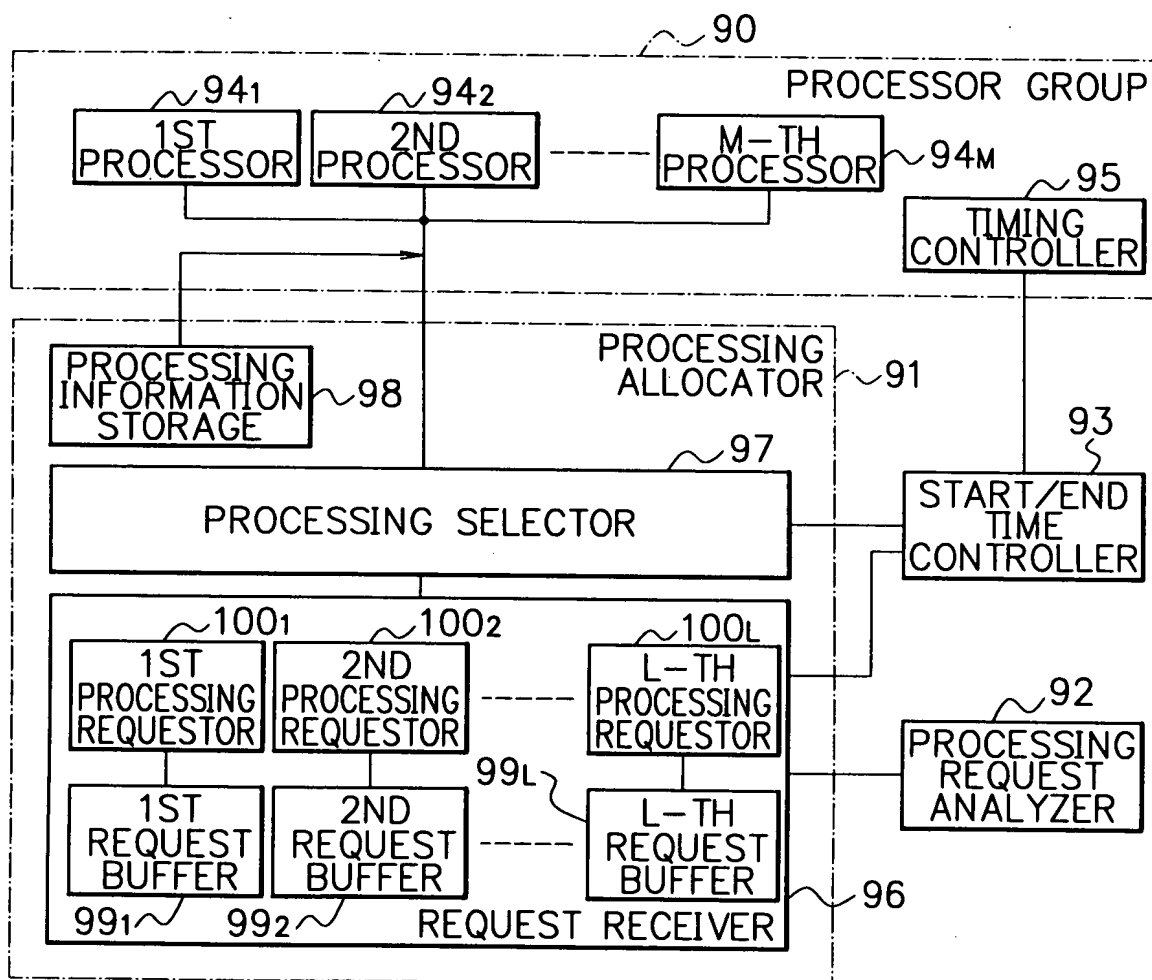 90
PROCESSOR GROUP
94₁
1ST
PROCESSOR
94₂
2ND
PROCESSOR
M-TH
PROCESSOR
94M
95
TIMING
CONTROLLER
PROCESSING
INFORMATION
STORAGE
98
PROCESSING
ALLOCATOR
91
97
PROCESSING SELECTOR
93
START/END
TIME
CONTROLLER
100₁
1ST
PROCESSING
REQUESTOR
100₂
2ND
PROCESSING
REQUESTOR
100L
L-TH
PROCESSING
REQUESTOR
92
PROCESSING
REQUEST
ANALYZER
1ST
REQUEST
BUFFER
99₁
2ND
REQUEST
BUFFER
99₂
99L
L-TH
REQUEST
BUFFER
96
REQUEST RECEIVER